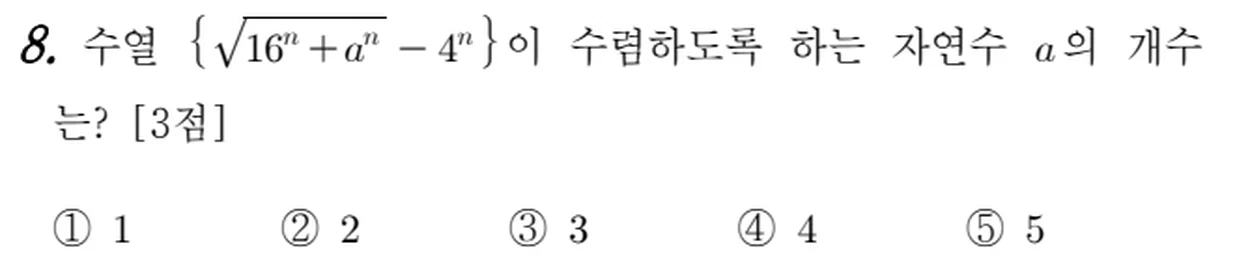 8. 수열 {√(16ⁿ+aⁿ) − 4ⁿ}이 수렴하도록 하는 자연수 a의 개수
는? [3점]
① 1 ② 2 ③ 3 ④ 4 ⑤ 5